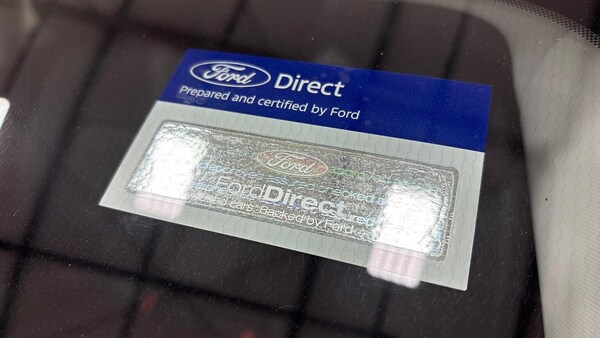 Ford Direct
Prepared and certified by Ford
Ford
FordDirect
cars. Backed by Ford